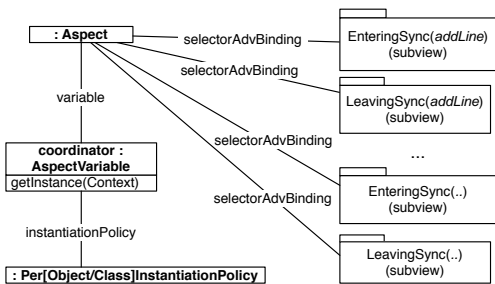 : Aspect
selectorAdvBinding
EnteringSync(addLine)
(subview)
selectorAdvBinding
LeavingSync(addLine)
(subview)
variable
coordinator :
AspectVariable
getInstance(Context)
selectorAdvBinding
...
EnteringSync(..)
(subview)
selectorAdvBinding
instantiationPolicy
LeavingSync(..)
(subview)
: Per[Object/Class]InstantiationPolicy